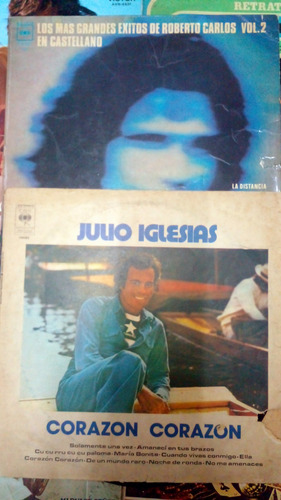 RETRAT
LOS MAS GRANDES EXITOS DE ROBERTO CARLOS VOL. 2
EN CASTELLANO
LA DISTANCIA
CBS
JULIO IGLESIAS
CORAZON CORAZON
Solamente una vez - Amanecí en tus brazos
Cu cu rru cu cu paloma - María Bonita - Cuando vivas conmigo - Ella
Corazón Corazón - De un mundo raro - Noche de ronda - No me amenaces